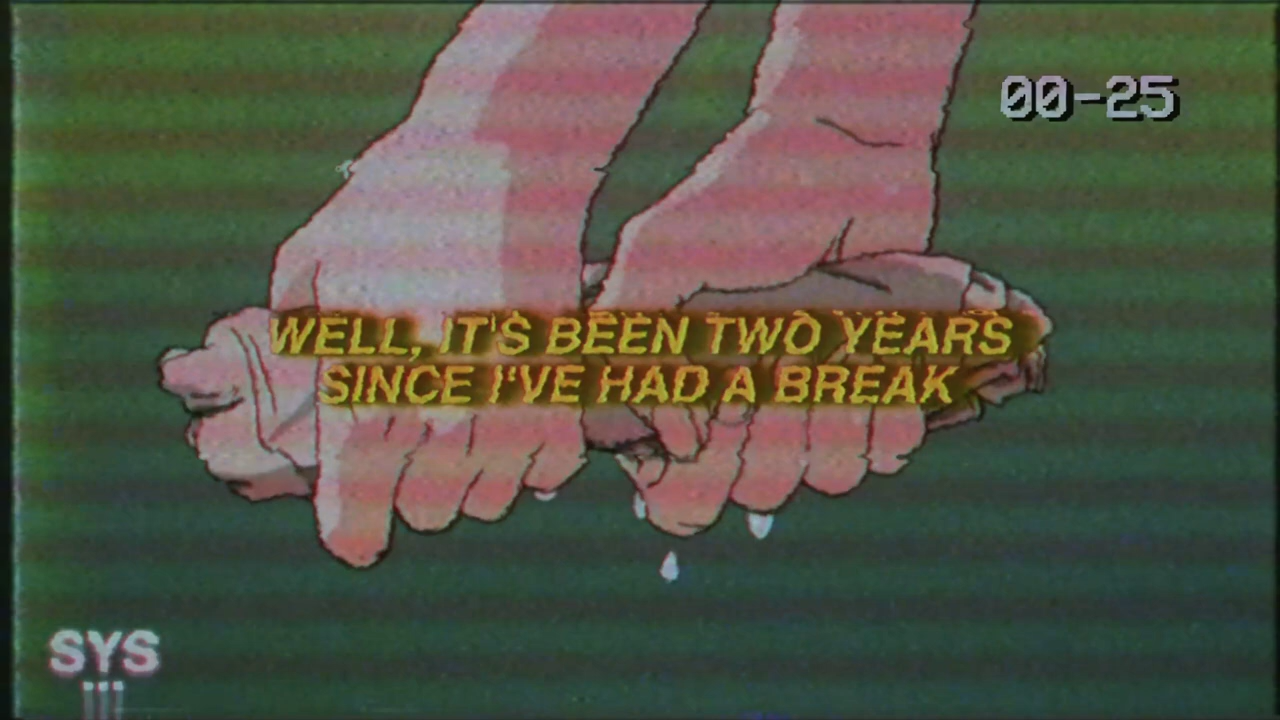 00-25
WELL, IT'S BEEN TWO YEARS
SINCE I'VE HAD A BREAK
SYS